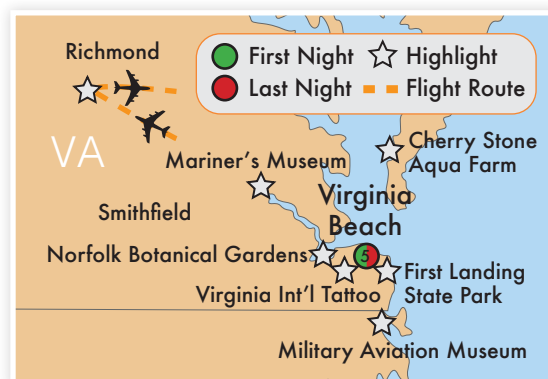 Richmond
First Night
Highlight
Last Night
Flight Route
VA
Cherry Stone
Aqua Farm
Mariner's Museum
Virginia
Beach
Smithfield
Norfolk Botanical Gardens
5
First Landing
State Park
Virginia Int'l Tattoo
Military Aviation Museum